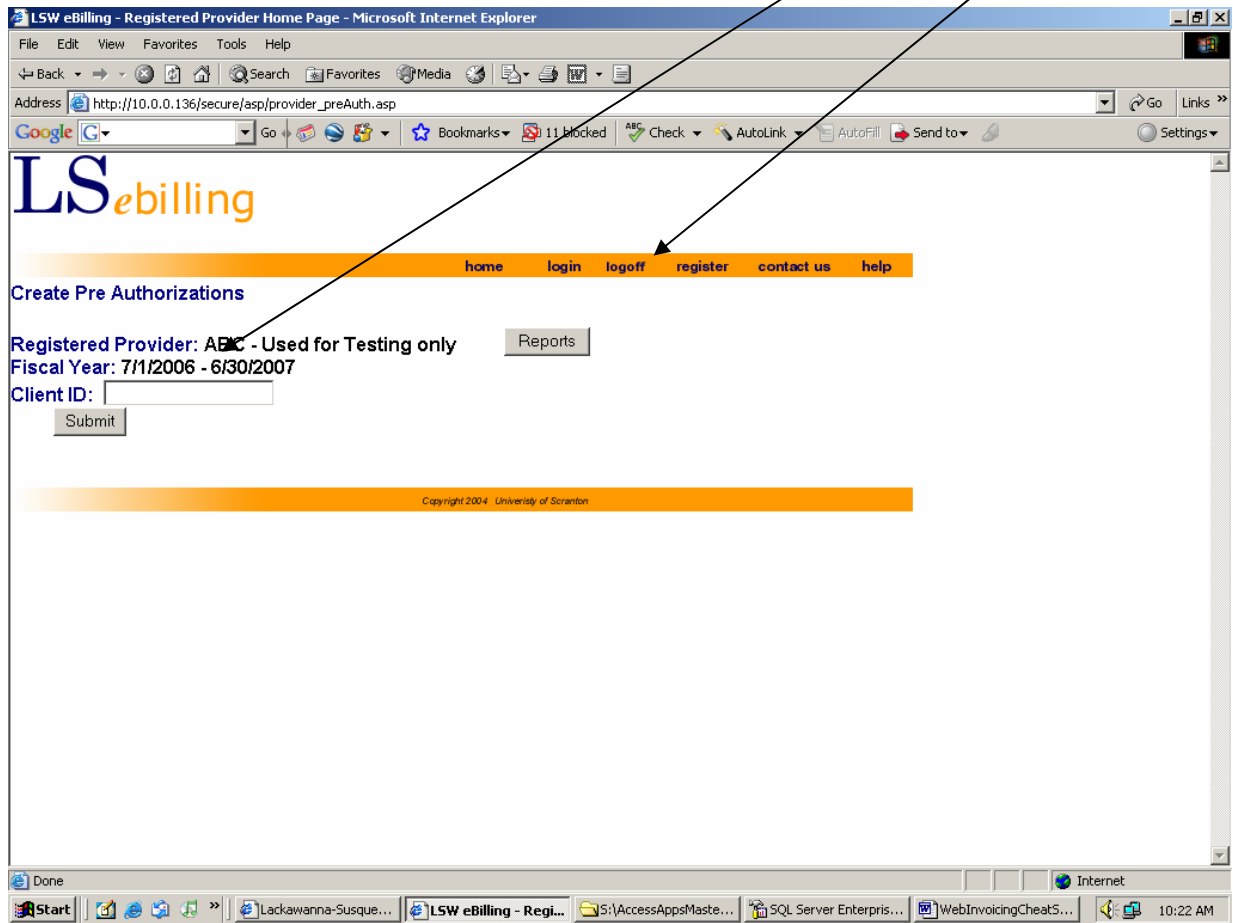 LSW eBilling - Registered Provider Home Page - Microsoft Internet Explorer
File Edit View Favorites Tools Help
Back Search Favorites Media
Address http://10.0.0.136/secure/asp/provider_preAuth.asp Go Links »
Google G Go Bookmarks 11 blocked ABC Check AutoLink AutoFill Send to Settings
LSebilling
home login logoff register contact us help
Create Pre Authorizations
Registered Provider: ABC - Used for Testing only Reports
Fiscal Year: 7/1/2006 - 6/30/2007
Client ID:
Submit
Copyright 2004 Univeristy of Scranton
Done Internet
Start » Lackawanna-Susque... LSW eBilling - Regi... S:\AccessAppsMaste... SQL Server Enterpris... WebInvoicingCheatS... 10:22 AM